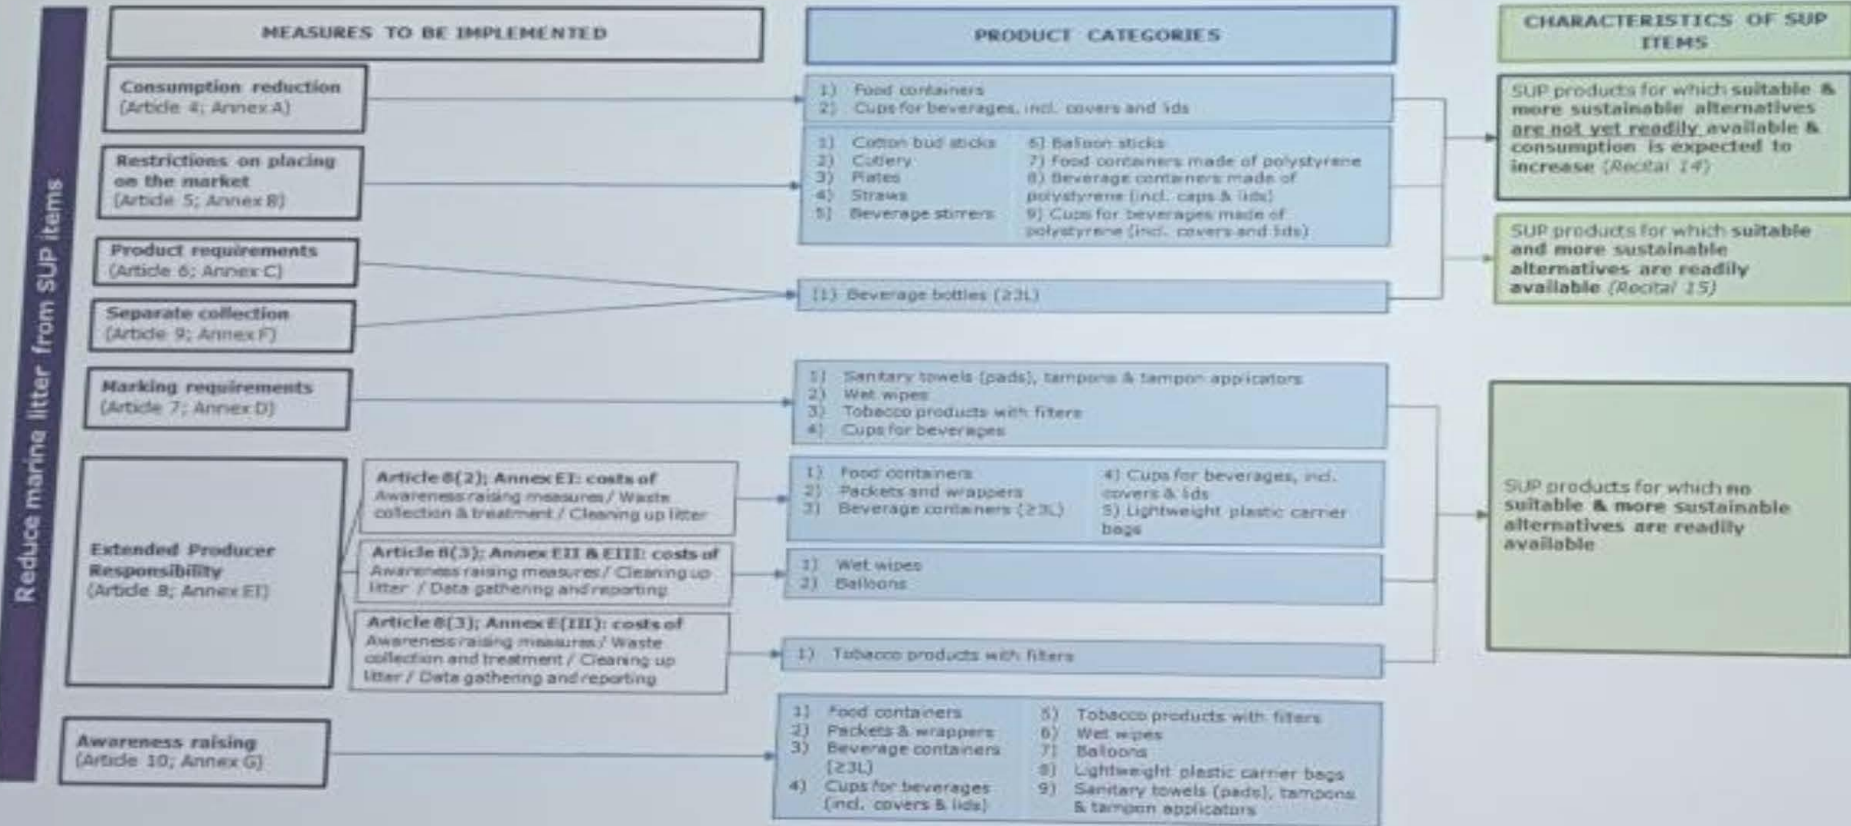 Reduce marine litter from SUP items
MEASURES TO BE IMPLEMENTED
Consumption reduction
(Article 4; Annex A)
Restrictions on placing
on the market
(Article 5; Annex B)
Product requirements
(Article 6; Annex C)
Separate collection
(Article 9; Annex F)
Marking requirements
(Article 7; Annex D)
Extended Producer
Responsibility
(Article 8; Annex EI)
Article 8(2); Annex EI: costs of
Awareness raising measures / Waste
collection & treatment / Cleaning up litter
Article 8(3); Annex EII & EIII: costs of
Awareness raising measures / Cleaning up
litter / Data gathering and reporting
Article 8(3); Annex E(III): costs of
Awareness raising measures / Waste
collection and treatment / Cleaning up
litter / Data gathering and reporting
Awareness raising
(Article 10; Annex G)
PRODUCT CATEGORIES
1) Food containers
2) Cups for beverages, incl. covers and lids
1) Cotton bud sticks
2) Cutlery
3) Plates
4) Straws
5) Beverage stirrers
6) Balloon sticks
7) Food containers made of polystyrene
8) Beverage containers made of
polystyrene (incl. caps & lids)
9) Cups for beverages made of
polystyrene (incl. covers and lids)
(1) Beverage bottles (≥3L)
1) Sanitary towels (pads), tampons & tampon applicators
2) Wet wipes
3) Tobacco products with filters
4) Cups for beverages
1) Food containers
2) Packets and wrappers
3) Beverage containers (≥3L)
4) Cups for beverages, incl.
covers & lids
5) Lightweight plastic carrier
bags
1) Wet wipes
2) Balloons
1) Tobacco products with filters
1) Food containers
2) Packets & wrappers
3) Beverage containers
(≥3L)
4) Cups for beverages
(incl. covers & lids)
5) Tobacco products with filters
6) Wet wipes
7) Balloons
8) Lightweight plastic carrier bags
9) Sanitary towels (pads), tampons
& tampon applicators
CHARACTERISTICS OF SUP
ITEMS
SUP products for which suitable &
more sustainable alternatives
are not yet readily available &
consumption is expected to
increase (Recital 14)
SUP products for which suitable
and more sustainable
alternatives are readily
available (Recital 15)
SUP products for which no
suitable & more sustainable
alternatives are readily
available